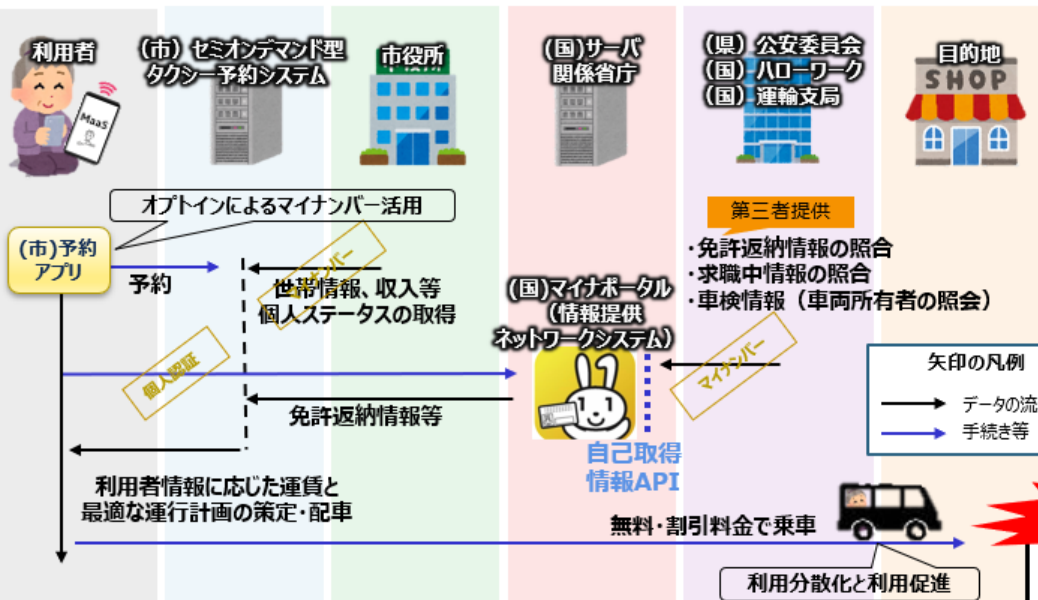 利用者
(市) セミオンデマンド型
タクシー予約システム
市役所
市役所
(国)サーバ
関係省庁
(県) 公安委員会
(国) ハローワーク
(国) 運輸支局
目的地
SHOP
MaaS
オプトインによるマイナンバー活用
第三者提供
(市)予約
アプリ
予約
マイナンバー
世帯情報、収入等
個人ステータスの取得
・免許返納情報の照合
・求職中情報の照合
・車検情報（車両所有者の照会）
(国)マイナポータル
（情報提供
ネットワークシステム）
個人認証
マイナンバー
矢印の凡例
データの流
手続き等
免許返納情報等
自己取得
情報API
利用者情報に応じた運賃と
最適な運行計画の策定・配車
無料・割引料金で乗車
利用分散化と利用促進